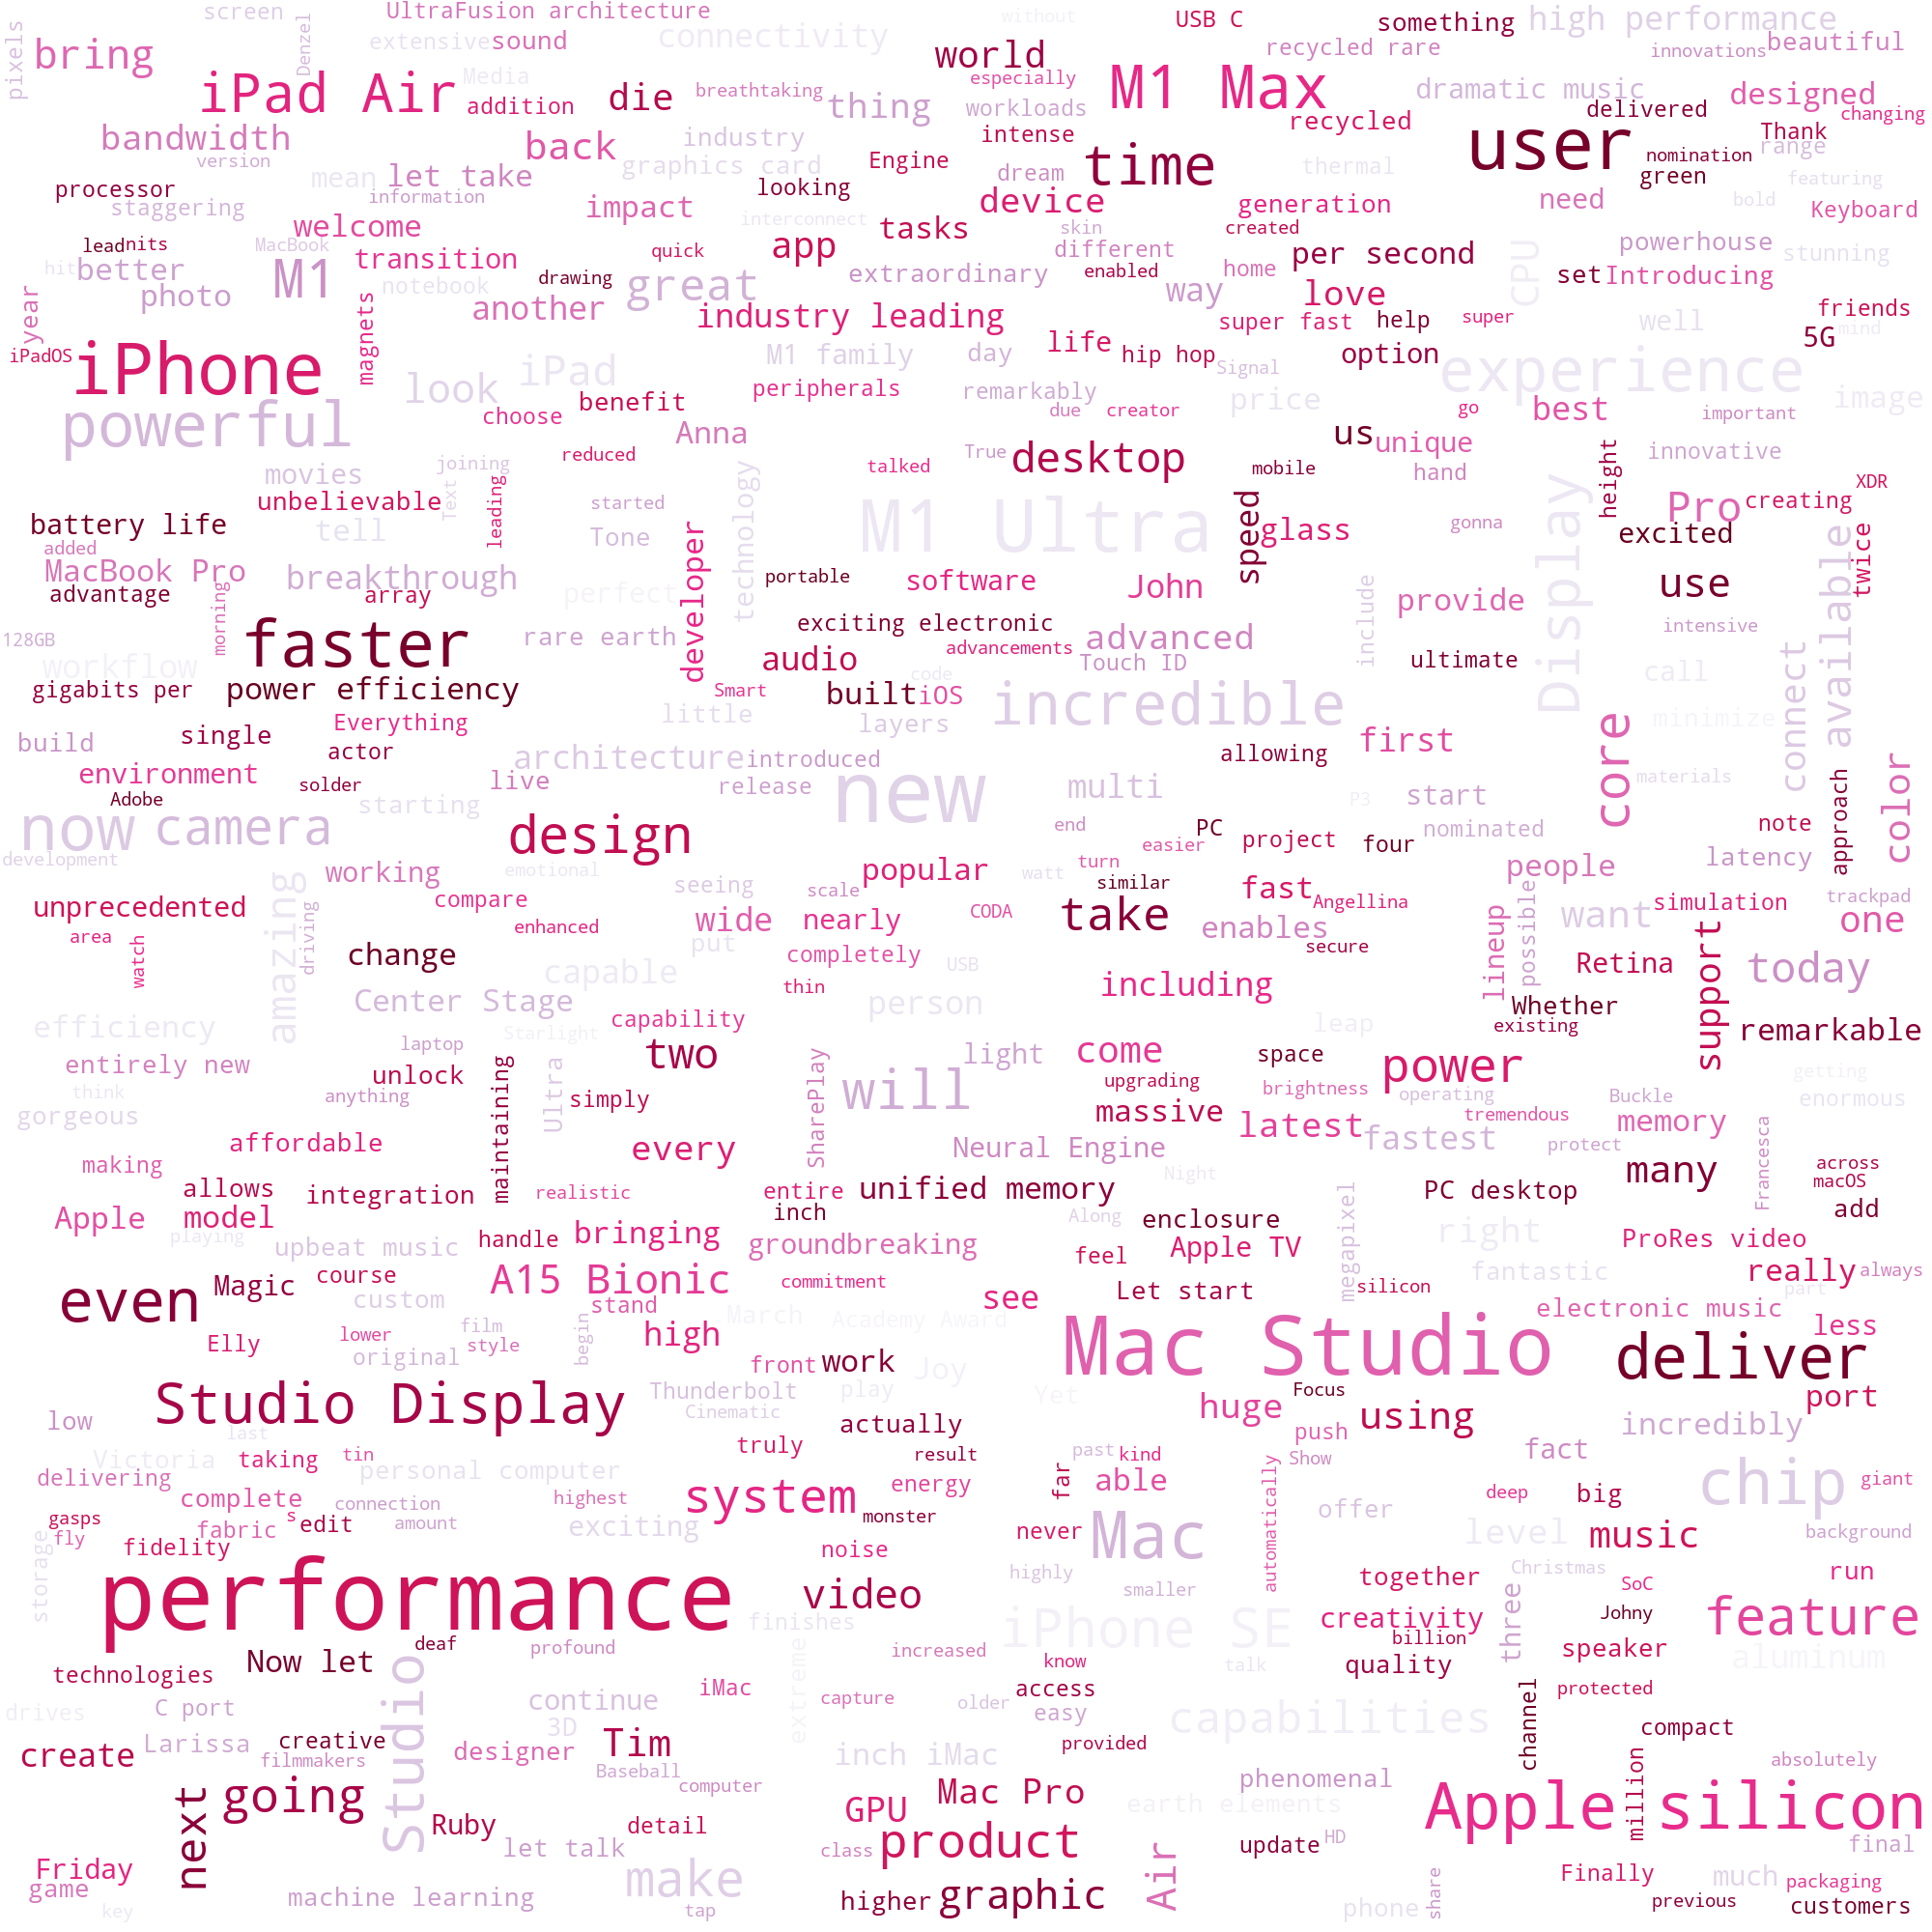 pixels
screen
Denzel
UltraFusion architecture
extensive
sound
connectivity
without
USB C
something
high performance
bring
iPad Air
Media
addition
die
breathtaking
thing
world
especially
workloads
M1 Max
recycled rare
innovations
beautiful
dramatic music
designed
delivered
changing
bandwidth
version
back
industry
graphics card
Engine
intense
recycled
time
user
Thank
nomination
range
green
processor
staggering
mean
let take
information
looking
dream
thermal
featuring
bold
Keyboard
welcome
impact
interconnect
tasks
device
skin
generation
created
need
lead
nits
MacBook
better
hit
M1
transition
quick
app
different
per second
CPU
powerhouse
stunning
photo
notebook
drawing
great
extraordinary
enabled
home
set
Introducing
year
magnets
another
industry leading
way
love
super fast
help
super
well
friends
5G
mind
iPadOS
iPhone
look
iPad
M1 family
day
life
hip hop
option
Signal
experience
powerful
choose
benefit
peripherals
remarkably
due
creator
price
go
best
important
image
movies
Anna
desktop
us
unique
height
innovative
joining
reduced
talked
True
mobile
hand
XDR
unbelievable
Text
leading
started
technology
M1 Ultra
speed
glass
gonna
Display
Pro
creating
battery life
tell
Tone
developer
excited
available
twice
added
MacBook Pro
breakthrough
perfect
portable
software
John
provide
use
advantage
morning
array
128GB
faster
rare earth
exciting electronic
advanced
include
intensive
workflow
audio
advancements
Touch ID
ultimate
call
gigabits per
power efficiency
Smart
code
built
iOS
incredible
minimize
connect
Everything
little
layers
build
single
actor
architecture
introduced
allowing
first
core
environment
solder
live
release
new
multi
materials
color
Adobe
starting
P3
start
now
camera
design
end
PC
project
four
nominated
note
approach
development
emotional
popular
turn
easier
people
latency
amazing
working
seeing
scale
watt
similar
fast
Angellina
trackpad
unprecedented
compare
wide
nearly
CODA
take
enables
want
simulation
one
area
watch
driving
enhanced
put
completely
secure
lineup
possible
support
change
capable
USB
Retina
today
Center Stage
thin
person
including
Whether
efficiency
Starlight
capability
leap
existing
remarkable
laptop
two
light
come
space
power
entirely new
think
unlock
maintaining
Ultra
SharePlay
will
upgrading
brightness
operating
getting
anything
simply
massive
tremendous
Buckle
enormous
gorgeous
affordable
every
Neural Engine
latest
fastest
protect
memory
Francesca
making
Night
many
across
allows
integration
realistic
entire
unified memory
megapixel
PC desktop
macOS
Apple
model
inch
Along
enclosure
right
add
playing
upbeat music
handle
bringing
groundbreaking
feel
Apple TV
ProRes video
Magic
course
A15 Bionic
commitment
Let start
silicon
fantastic
really
always
even
custom
stand
see
part
electronic music
Elly
lower
film
begin
March
Academy Award
Mac Studio
less
original
style
high
front
work
Joy
deliver
Studio Display
Thunderbolt
play
Yet
Focus
port
low
Cinematic
huge
using
incredibly
last
actually
push
Victoria
taking
tin
truly
result
past
kind
Show
fact
delivering
personal computer
system
energy
far
able
automatically
chip
giant
complete
connection
highest
deep
big
gasps
s
edit
amount
exciting
monster
never
Mac
offer
level
music
background
fly
fabric
storage
fidelity
noise
highly
together
Christmas
run
performance
video
smaller
SoC
finishes
iPhone SE
creativity
three
Johny
feature
Now let
deaf
profound
increased
billion
speaker
technologies
Studio
extreme
know
talk
quality
aluminum
drives
C port
continue
iMac
capture
older
access
protected
3D
easy
capabilities
channel
compact
create
Larissa
creative
filmmakers
designer
Tim
inch iMac
provided
absolutely
Baseball
next
going
computer
Mac Pro
phenomenal
million
Ruby
detail
GPU
earth elements
Apple silicon
let talk
class
product
update
HD
final
Friday
game
make
Air
Finally
much
machine learning
higher
graphic
phone
share
previous
packaging
key
tap
customers